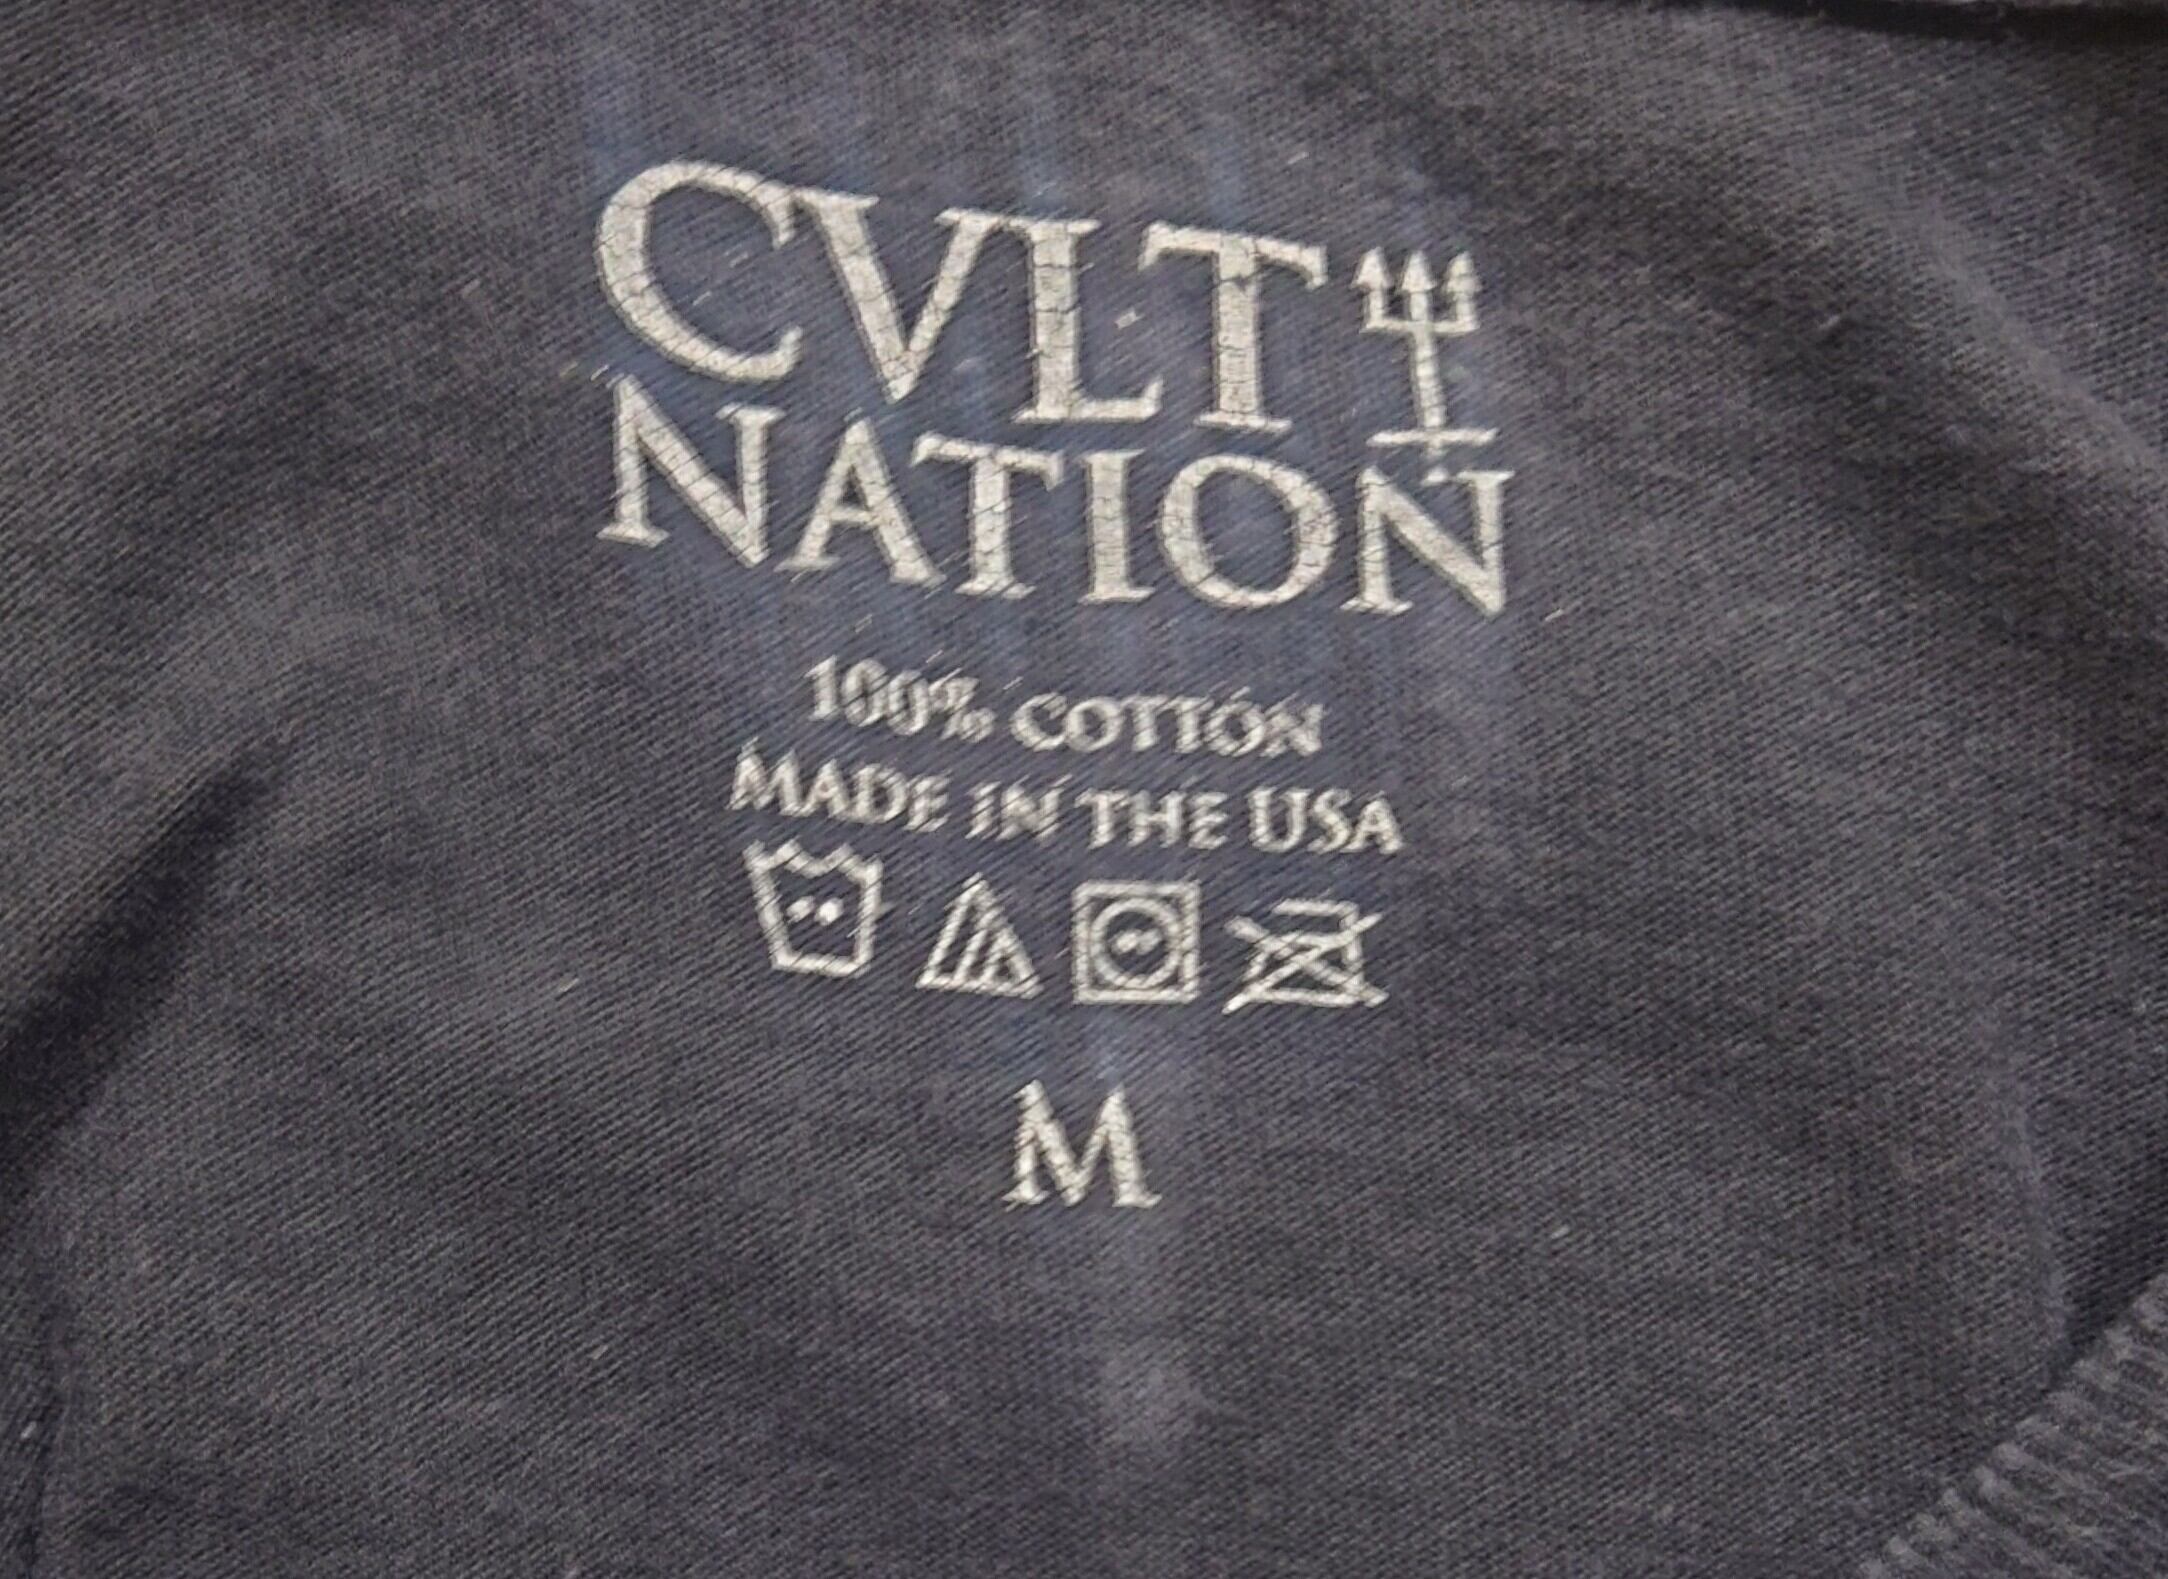 CVLT
NATION
100% COTTON
MADE IN THE USA
M